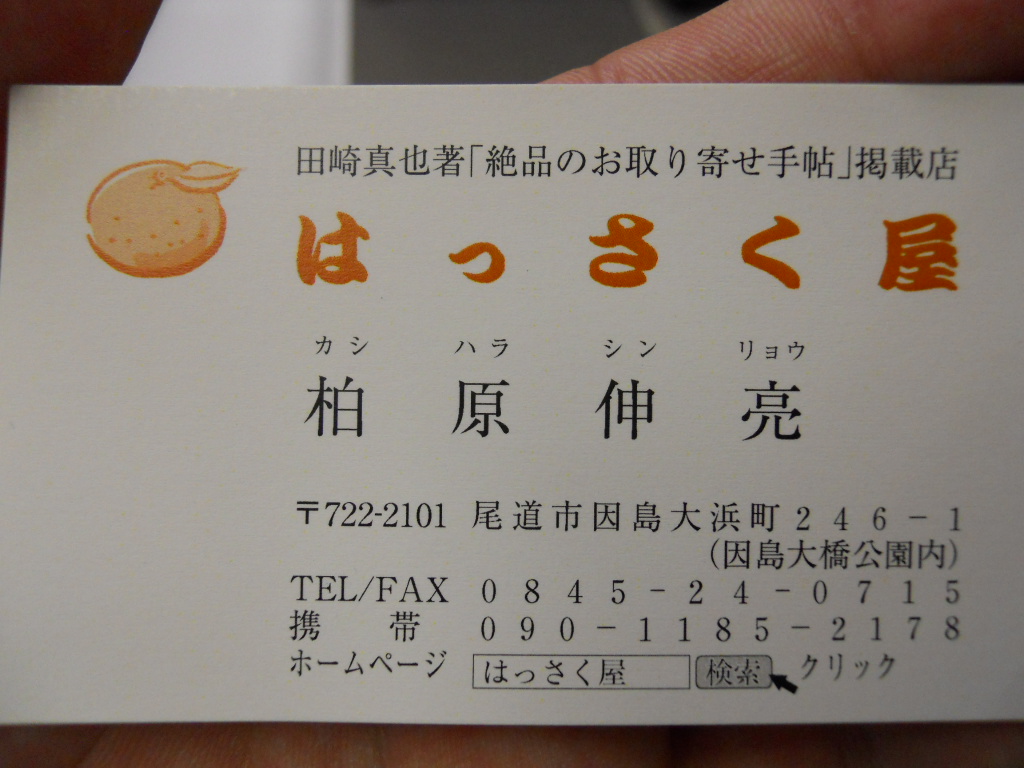 田崎真也著「絶品のお取り寄せ手帖」掲載店
はっさく屋
カシ ハラ シン リョウ
柏原伸亮
〒722-2101 尾道市因島大浜町246-1
(因島大橋公園内)
TEL/FAX 0845-24-0715
携帯 090-1185-2178
ホームページ はっさく屋 検索 クリック